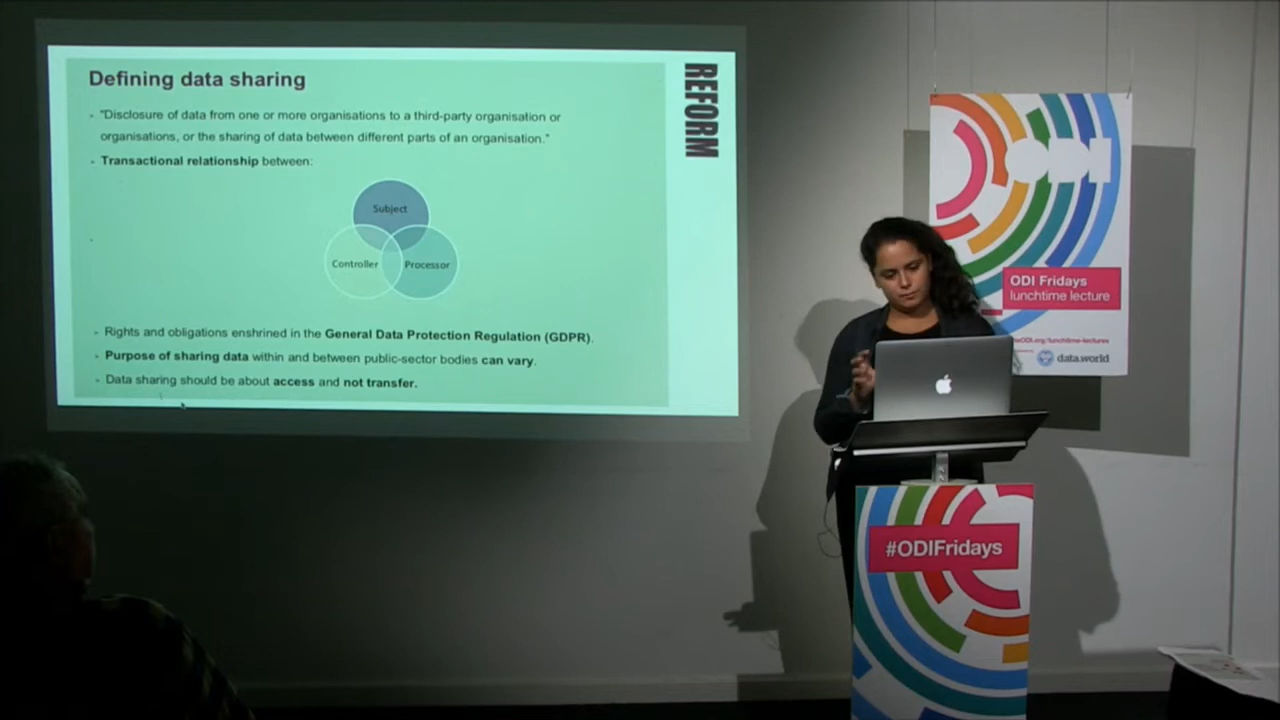 Defining data sharing
"Disclosure of data from one or more organisations to a third-party organisation or
organisations, or the sharing of data between different parts of an organisation."
Transactional relationship between:
Subject
Controller
Processor
Rights and obligations enshrined in the General Data Protection Regulation (GDPR).
Purpose of sharing data within and between public-sector bodies can vary.
Data sharing should be about access and not transfer.
REFORM
ODI Fridays
lunchtime lecture
ODI.org/lunchtime-lectures
data.world
#ODIFridays